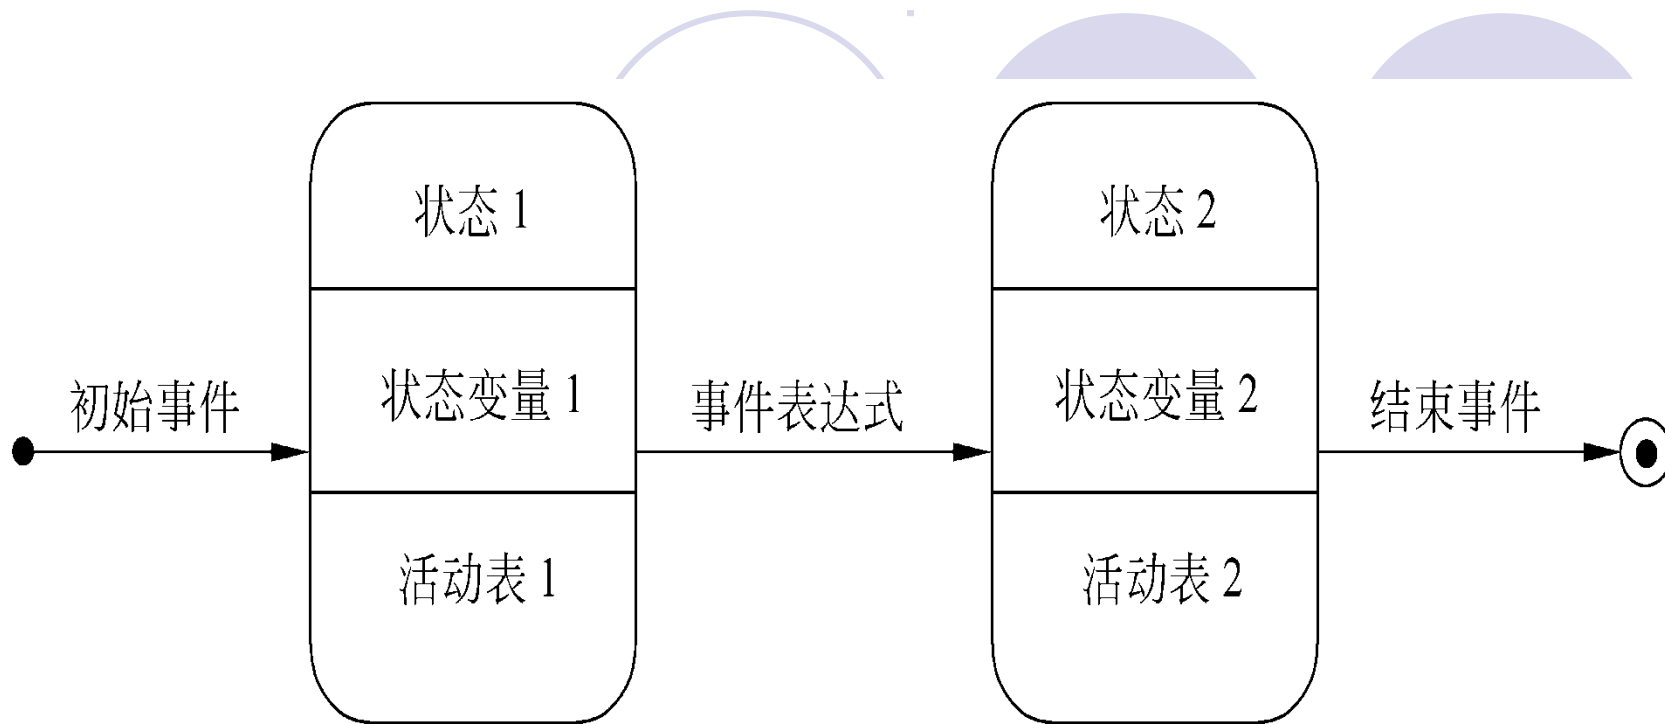 状态 1
状态 2
初始事件
状态变量 1
事件表达式
状态变量 2
结束事件
活动表 1
活动表 2